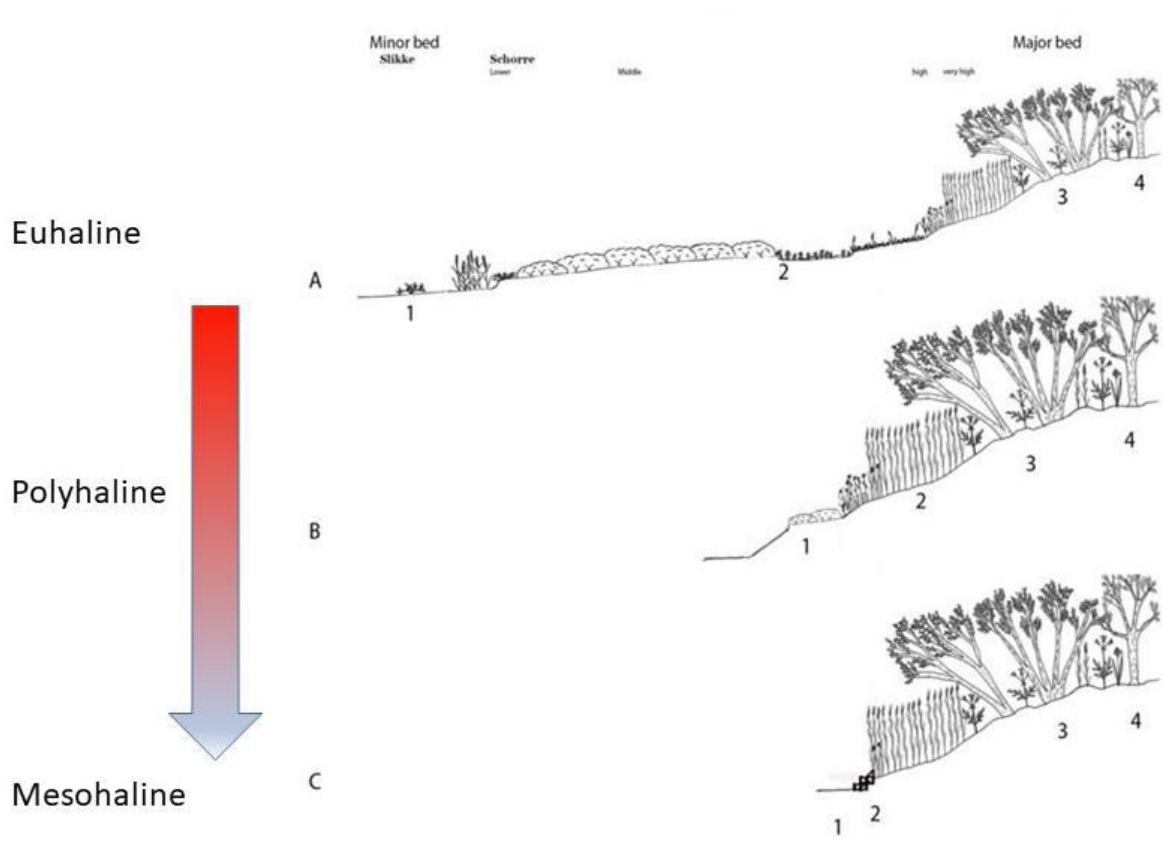 Minor bed
Slikke
Schorre
Lower
Middle
high
very high
Major bed
3
4
Euhaline
A
1
2
Polyhaline
B
1
2
3
4
Mesohaline
C
1
2
3
4